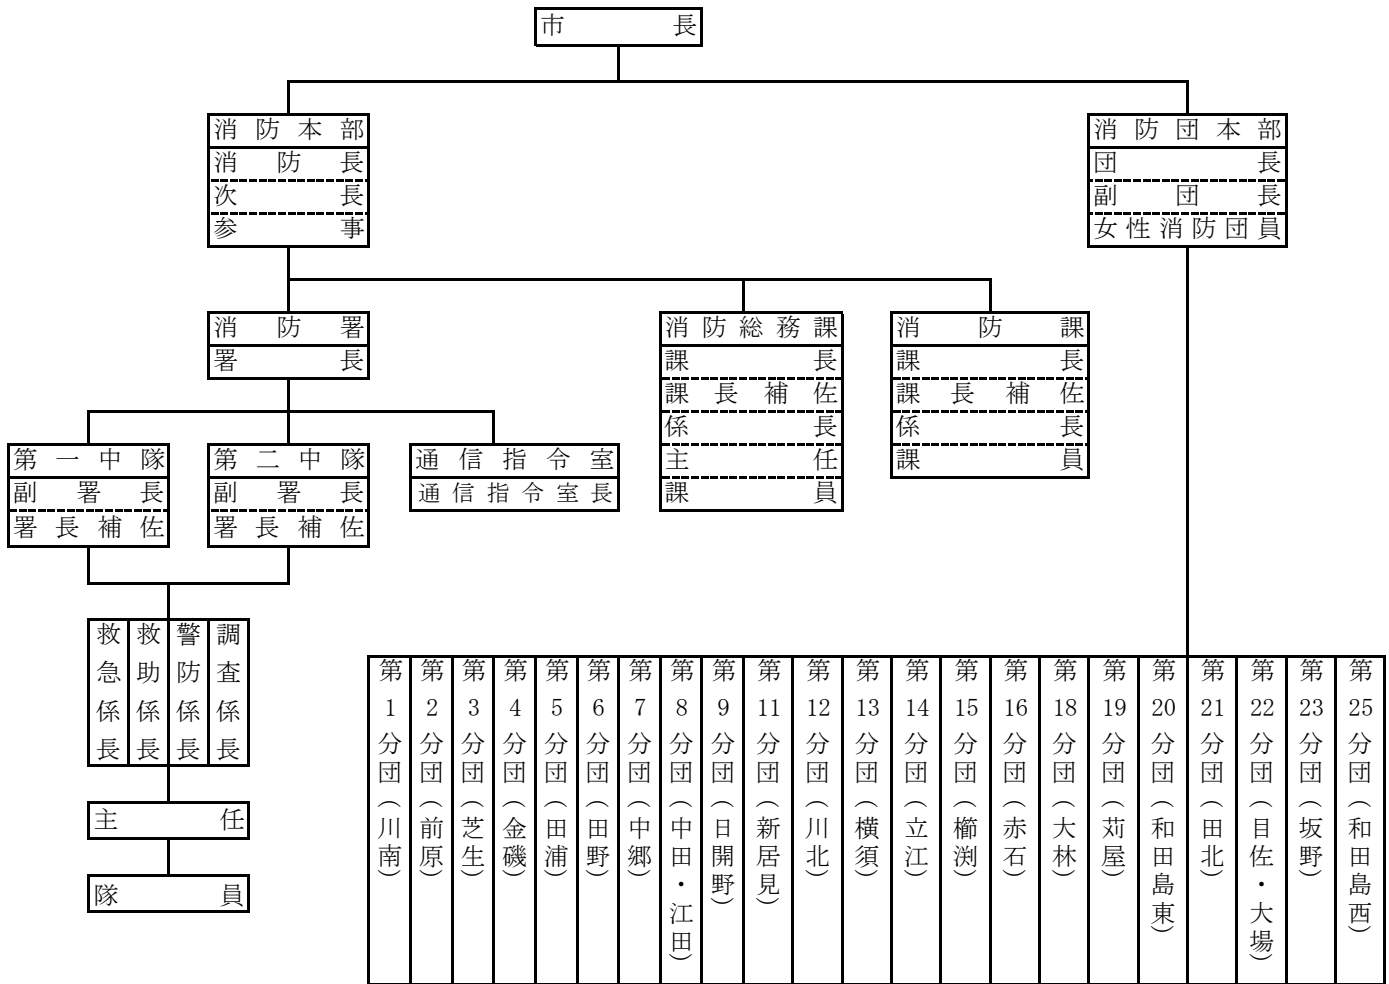 市長
消防本部
消防長
次長
参事
消防団本部
団長
副団長
女性消防団員
消防署
署長
消防総務課
課長
課長補佐
係長
主任
課員
消防課
課長
課長補佐
係長
課員
第一中隊
副署長
署長補佐
第二中隊
副署長
署長補佐
通信指令室
通信指令室長
救急係長
救助係長
警防係長
調査係長
主任
隊員
第1分団(川南)
第2分団(前原)
第3分団(芝生)
第4分団(金磯)
第5分団(田浦)
第6分団(田野)
第7分団(中郷)
第8分団(中田・江田)
第9分団(日開野)
第11分団(新居見)
第12分団(川北)
第13分団(横須)
第14分団(立江)
第15分団(櫛渕)
第16分団(赤石)
第18分団(大林)
第19分団(苅屋)
第20分団(和田島東)
第21分団(田北)
第22分団(目佐・大場)
第23分団(坂野)
第25分団(和田島西)